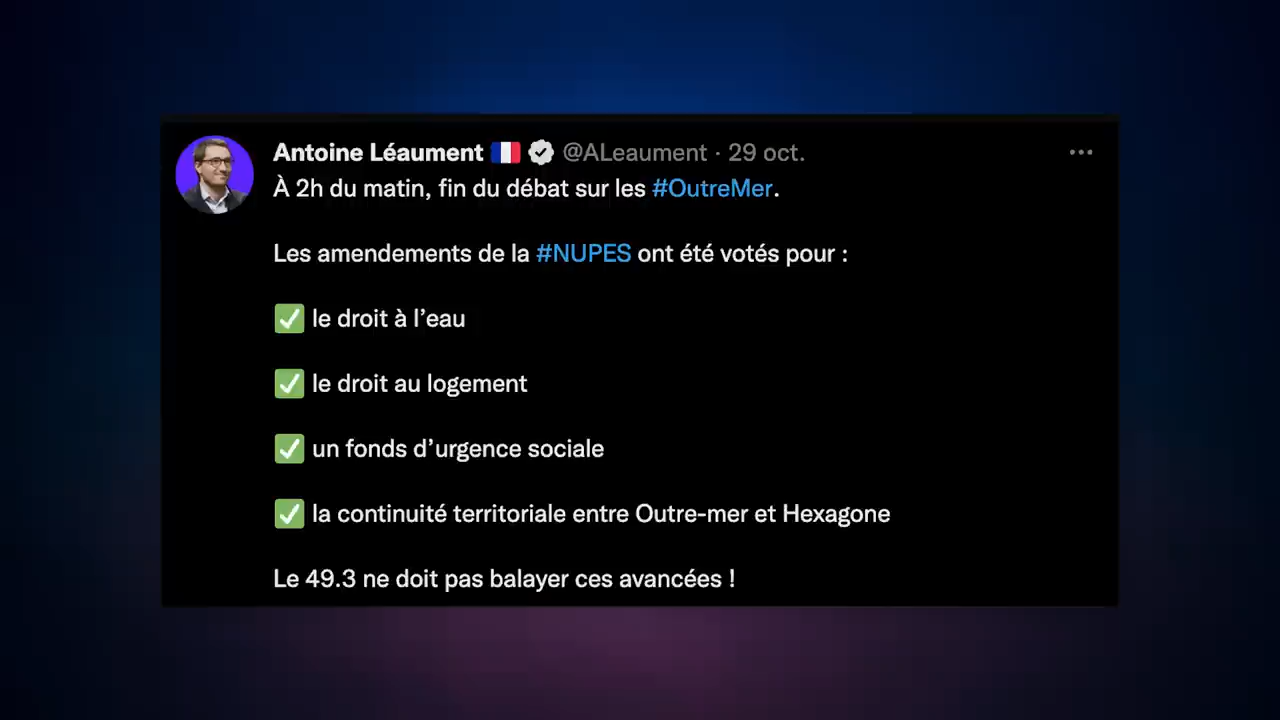 Antoine Léaument 🇫🇷 @ALeaument · 29 oct.
À 2h du matin, fin du débat sur les #OutreMer.
Les amendements de la #NUPES ont été votés pour :
✅ le droit à l’eau
✅ le droit au logement
✅ un fonds d’urgence sociale
✅ la continuité territoriale entre Outre-mer et Hexagone
Le 49.3 ne doit pas balayer ces avancées !